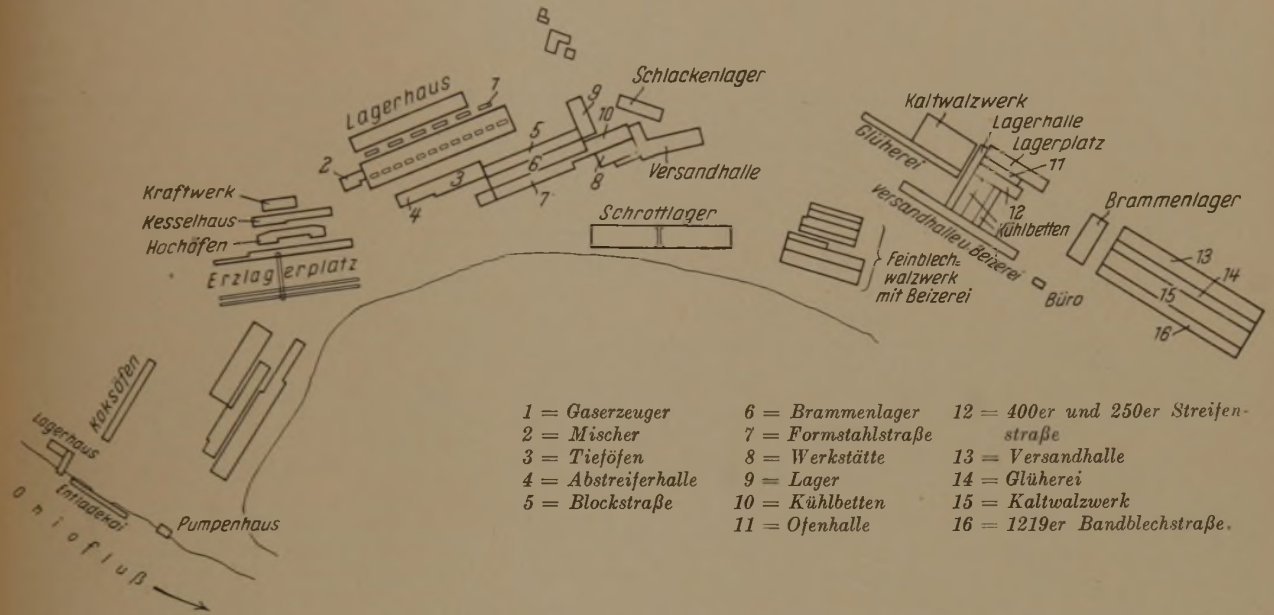 Lagerhaus
1
2
3
4
5
6
7
8
9
10
Schlackenlager
Versandhalle
Kraftwerk
Kesselhaus
Hochöfen
Erzlagerplatz
Schrottlager
Kaltwalzwerk
Glüherei
Lagerhalle
Lagerplatz
11
12
Kühlbetten
Versandhalle u. Beizerei
Brammenlager
13
14
15
16
Büro
Feinblech-
walzwerk
mit Beizerei
Koksöfen
Lagerhaus
Entladekai
Pumpenhaus
Ohiofluß
1 = Gaserzeuger
2 = Mischer
3 = Tieföfen
4 = Abstreiferhalle
5 = Blockstraße
6 = Brammenlager
7 = Formstahlstraße
8 = Werkstätte
9 = Lager
10 = Kühlbetten
11 = Ofenhalle
12 = 400er und 250er Streifen-
straße
13 = Versandhalle
14 = Glüherei
15 = Kaltwalzwerk
16 = 1219er Bandblechstraße.